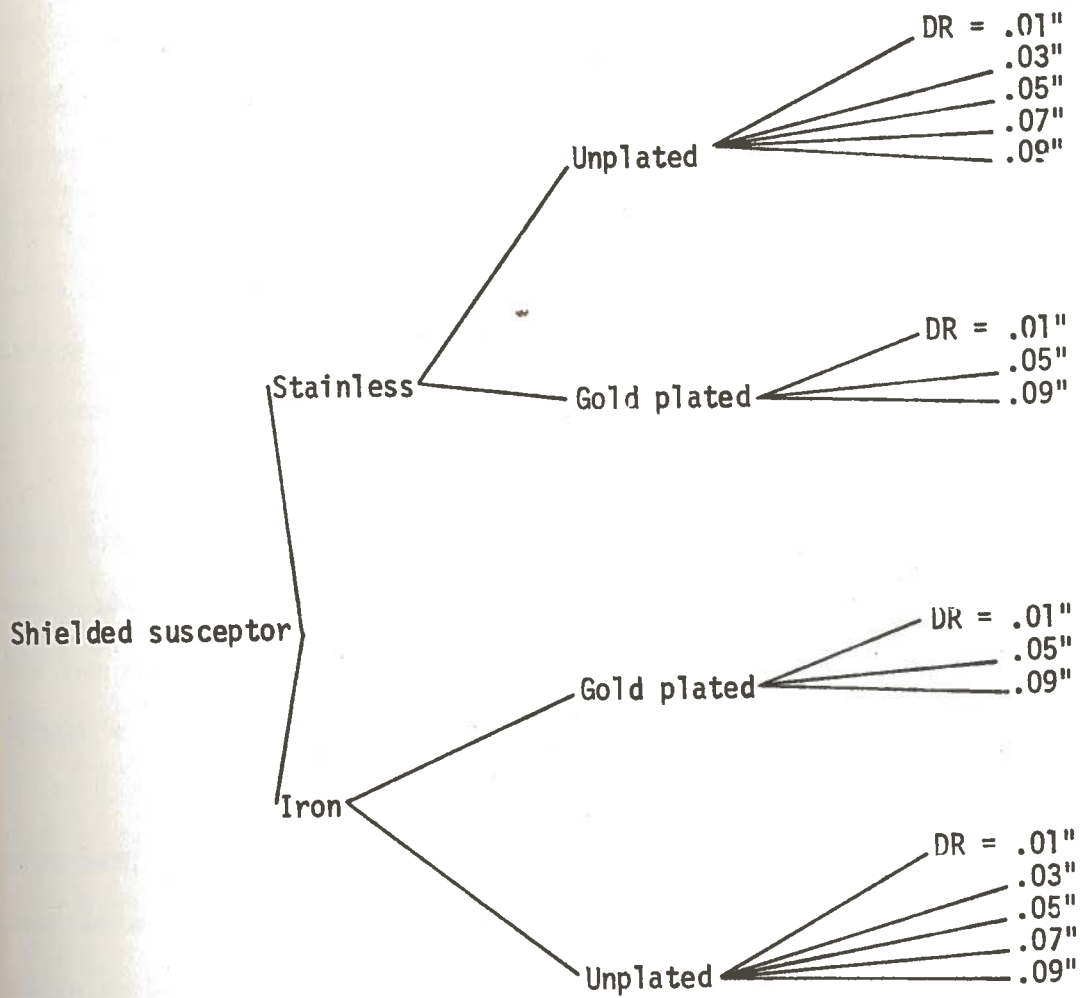 DR = .01"
.03"
.05"
.07"
.09"
Unplated
DR = .01"
.05"
.09"
Stainless
Gold plated
Shielded susceptor
DR = .01"
.05"
.09"
Gold plated
Iron
DR = .01"
.03"
.05"
.07"
.09"
Unplated